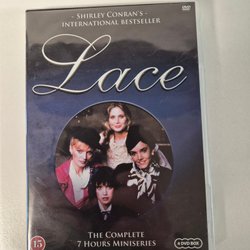 DVD
- SHIRLEY CONRAN'S -
INTERNATIONAL BESTSELLER
Lace
THE COMPLETE
7 HOURS MINISERIES
15
4 DVD BOX